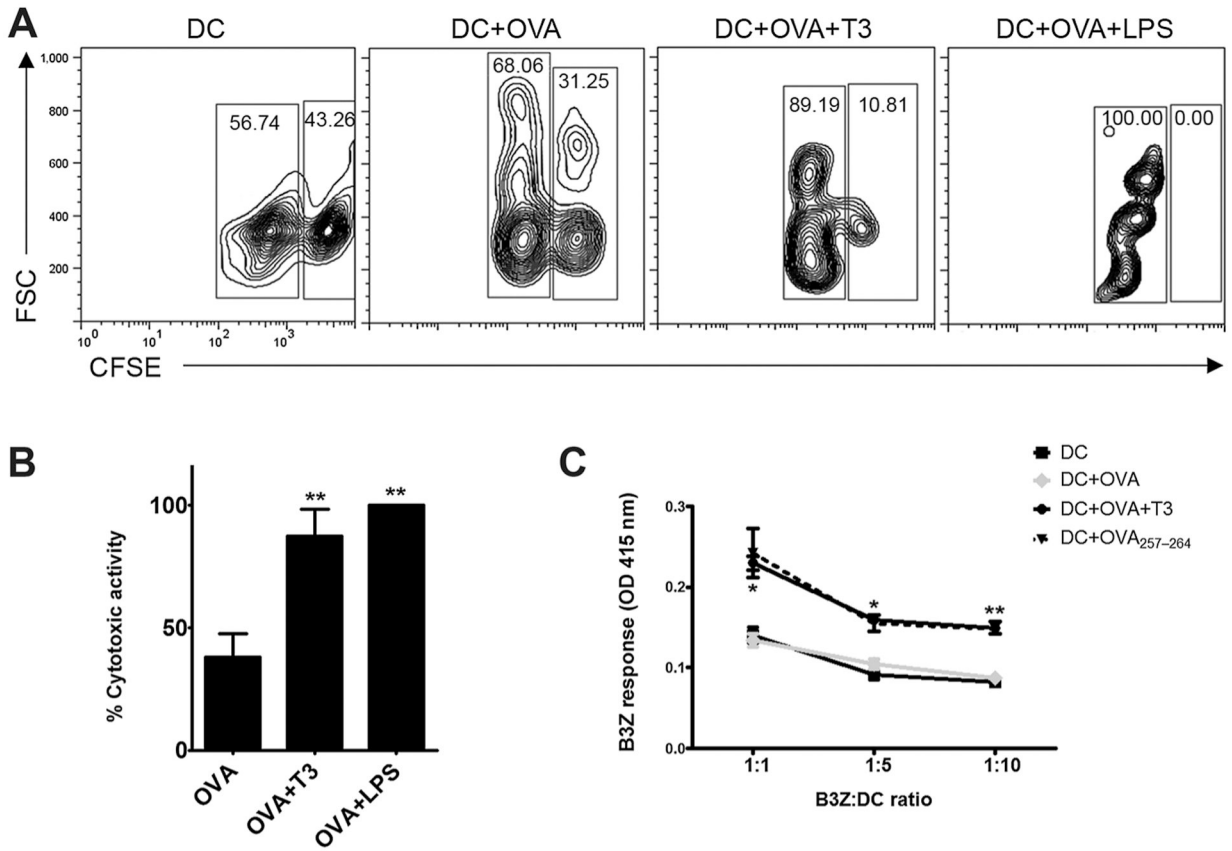 A
DC
DC+OVA
DC+OVA+T3
DC+OVA+LPS
1,000
800
600
400
200
FSC
56.74
43.26
68.06
31.25
89.19
10.81
100.00
0.00
10^0
10^1
10^2
10^3
CFSE
B
% Cytotoxic activity
100
50
0
**
**
OVA
OVA+T3
OVA+LPS
C
DC
DC+OVA
DC+OVA+T3
DC+OVA257–264
B3Z response (OD 415 nm)
0.3
0.2
0.1
0.0
*
*
**
1:1
1:5
1:10
B3Z:DC ratio